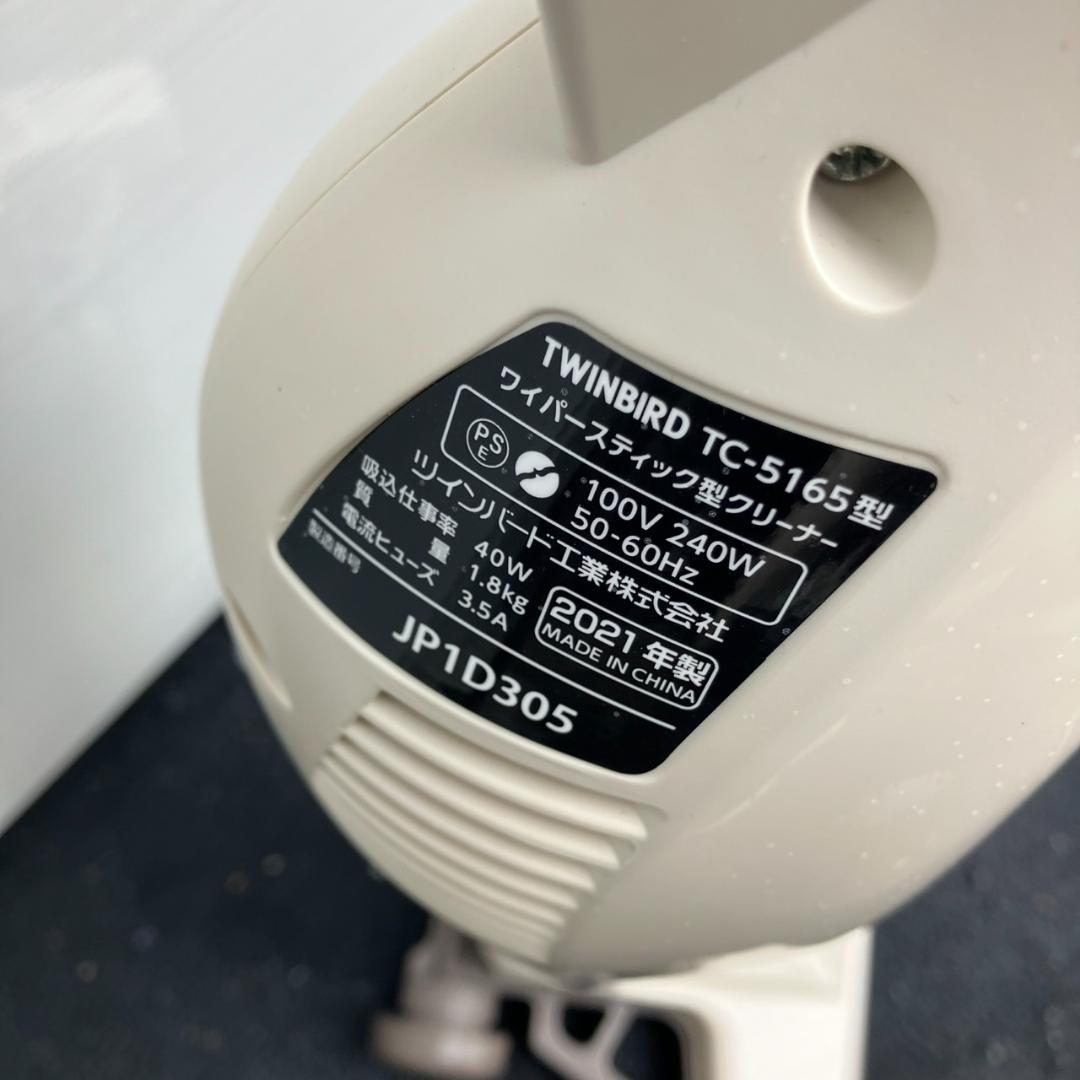 TWINBIRD TC-5165型
ワイパースティック型クリーナー
PSE
100V 240W
50-60Hz
ツインバード工業株式会社
吸込仕事率 40W
質量 1.8kg
電流ヒューズ 3.5A
2021年製
MADE IN CHINA
製造番号
JP1D305